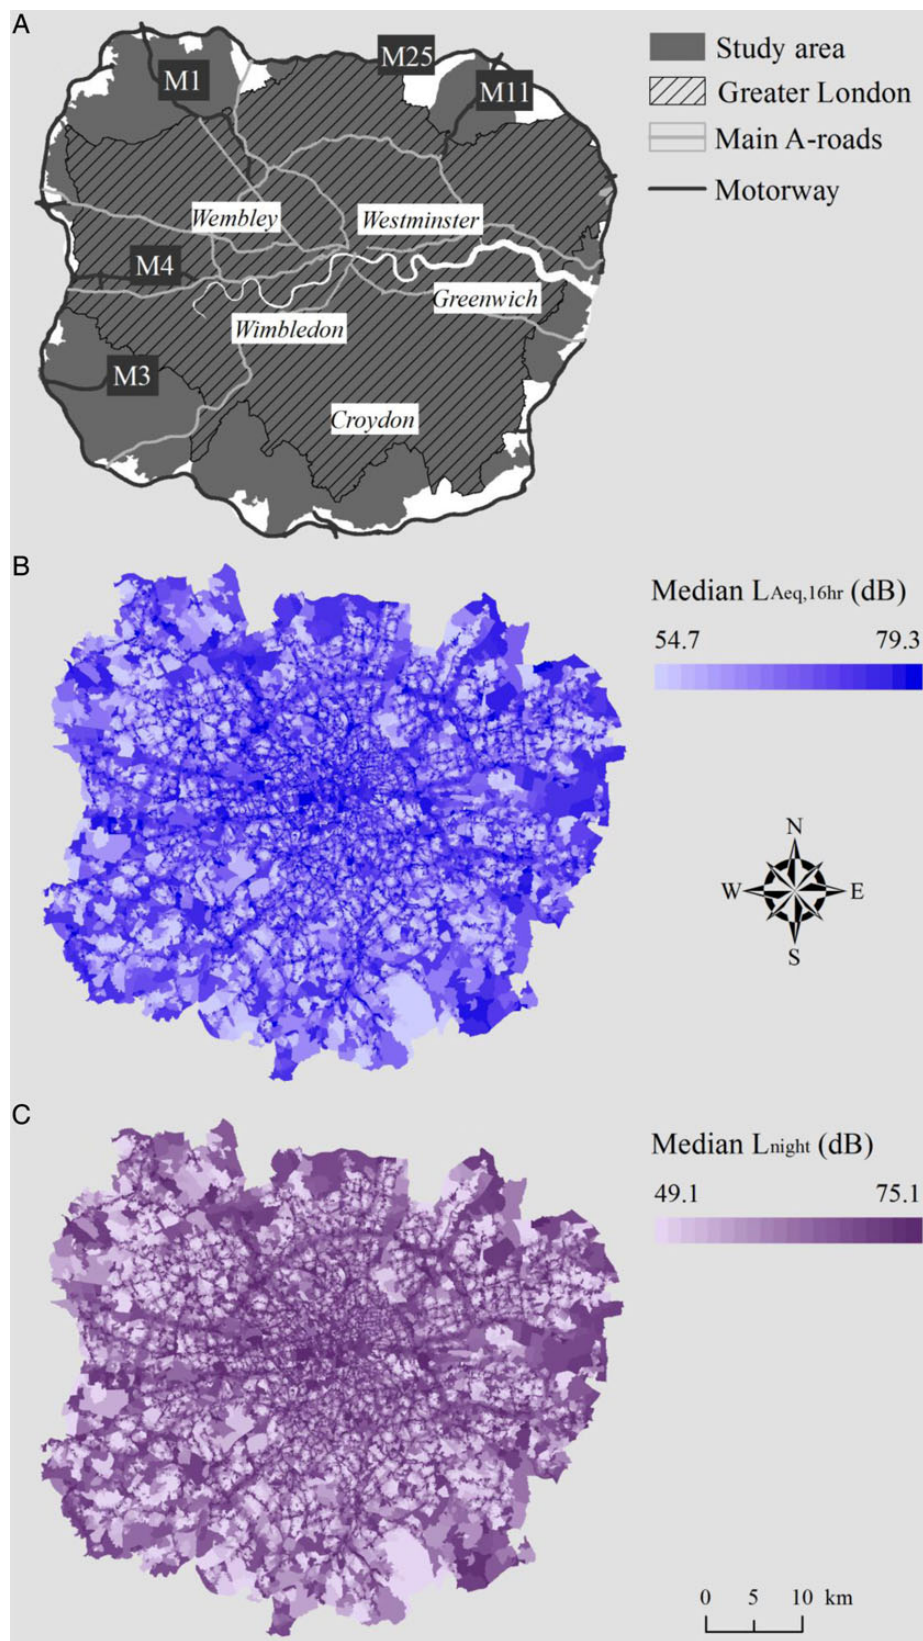 A
M1
M25
M11
Study area
Greater London
Main A-roads
Motorway
Wembley
Westminster
M4
Greenwich
Wimbledon
M3
Croydon
B
Median LAeq,16hr (dB)
54.7 79.3
N
W E
S
C
Median Lnight (dB)
49.1 75.1
0 5 10 km